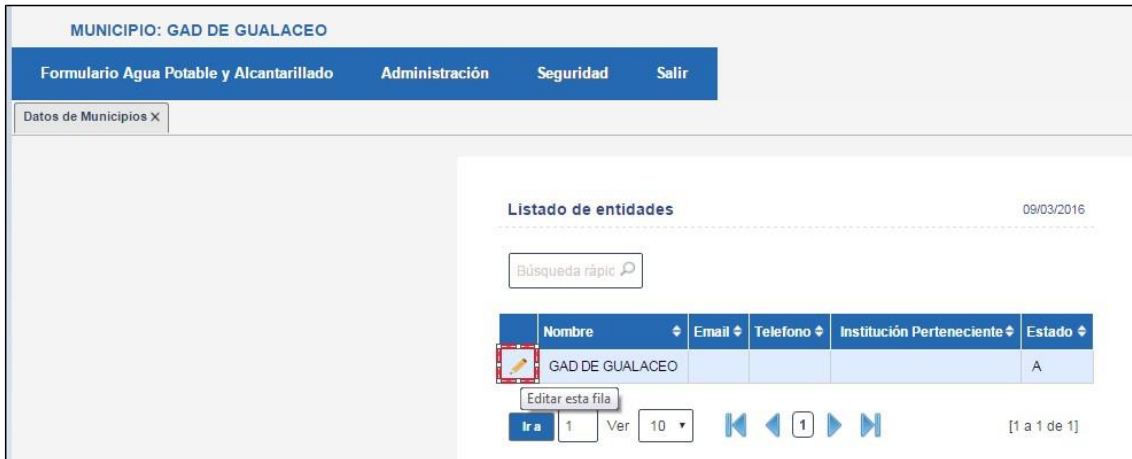 MUNICIPIO: GAD DE GUALACEO
Formulario Agua Potable y Alcantarillado Administración Seguridad Salir
Datos de Municipios X
Listado de entidades 09/03/2016
Búsqueda rápic
Nombre Email Telefono Institución Perteneciente Estado
GAD DE GUALACEO A
Editar esta fila
Ir a 1 Ver 10 1 [1 a 1 de 1]